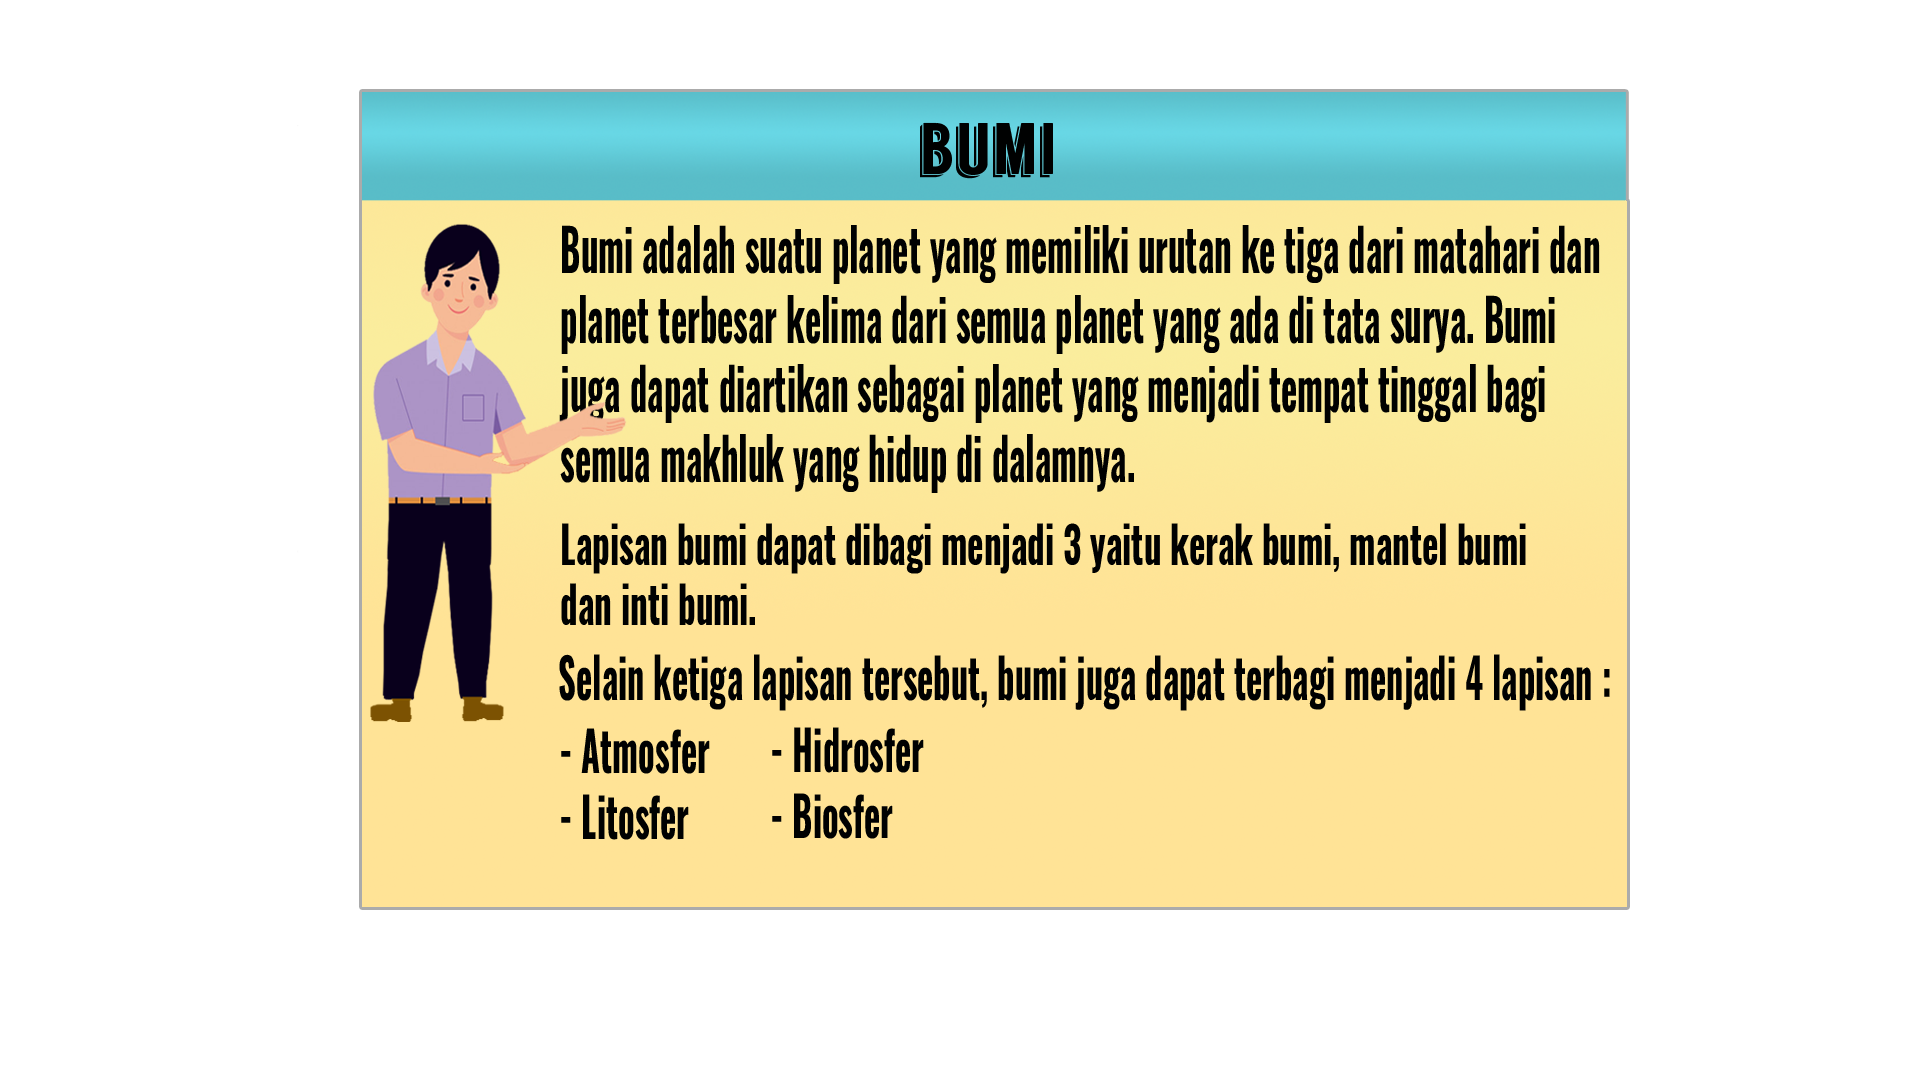 BUMI
Bumi adalah suatu planet yang memiliki urutan ke tiga dari matahari dan
planet terbesar kelima dari semua planet yang ada di tata surya. Bumi
juga dapat diartikan sebagai planet yang menjadi tempat tinggal bagi
semua makhluk yang hidup di dalamnya.
Lapisan bumi dapat dibagi menjadi 3 yaitu kerak bumi, mantel bumi
dan inti bumi.
Selain ketiga lapisan tersebut, bumi juga dapat terbagi menjadi 4 lapisan :
- Atmosfer - Hidrosfer
- Litosfer - Biosfer